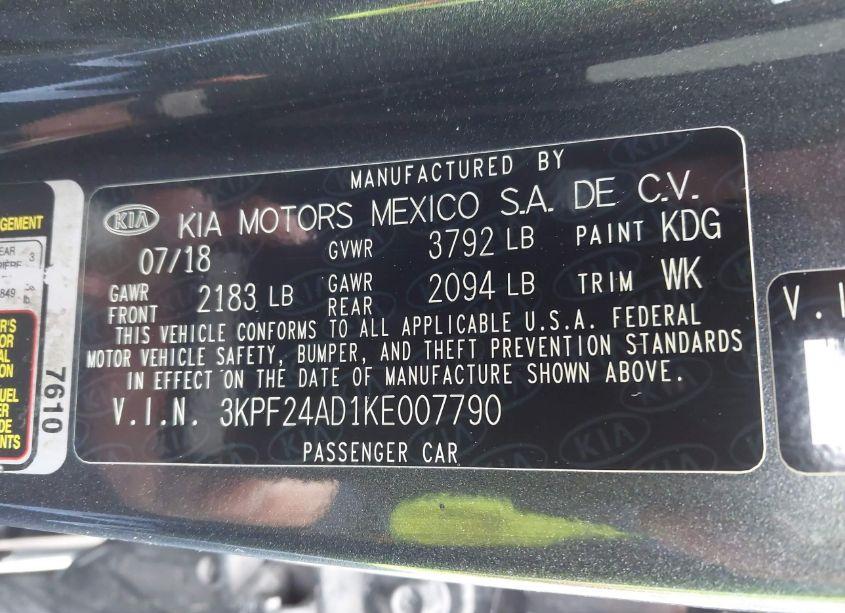 MANUFACTURED BY
KIA KIA MOTORS MEXICO S.A. DE C.V.
07/18 GVWR 3792 LB PAINT KDG
GAWR FRONT 2183 LB GAWR REAR 2094 LB TRIM WK
THIS VEHICLE CONFORMS TO ALL APPLICABLE U.S.A. FEDERAL
MOTOR VEHICLE SAFETY, BUMPER, AND THEFT PREVENTION STANDARDS
IN EFFECT ON THE DATE OF MANUFACTURE SHOWN ABOVE.
V.I.N. 3KPF24AD1KE007790
PASSENGER CAR
7610
V.I